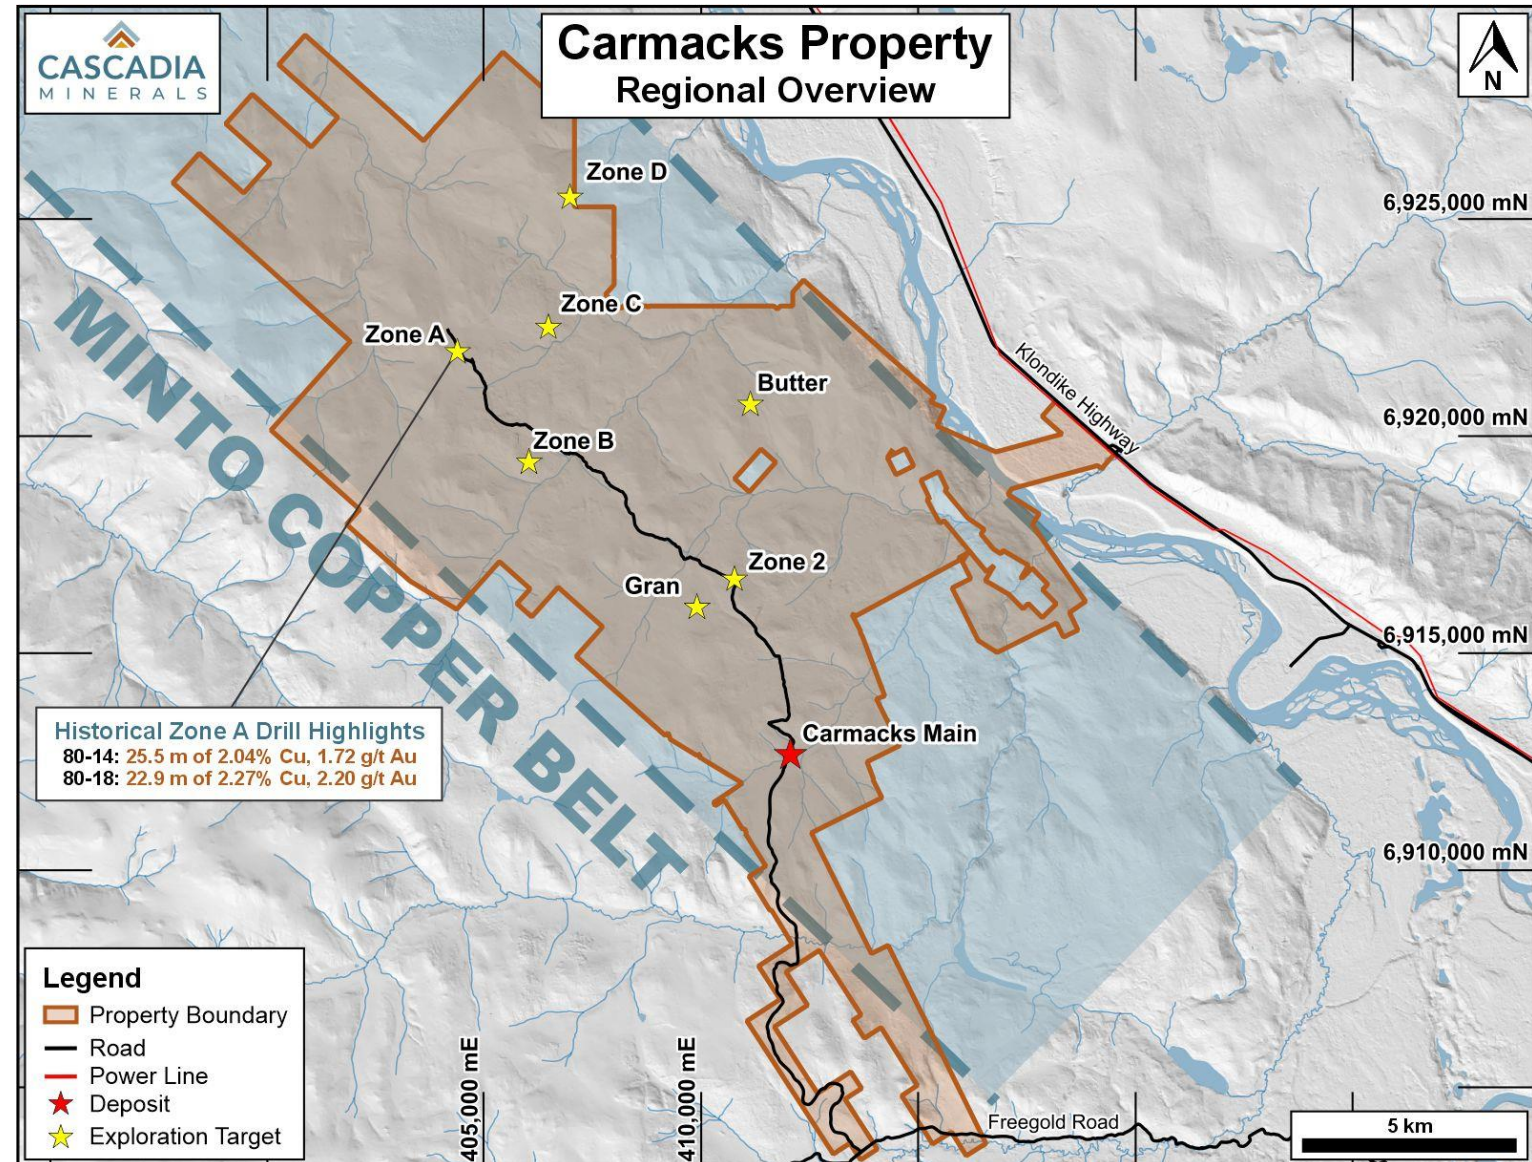 CASCADIA
MINERALS
Carmacks Property
Regional Overview
N
Zone D
6,925,000 mN
Zone C
Zone A
Klondike Highway
Butter
6,920,000 mN
Zone B
MINTO COPPER BELT
Zone 2
Gran
6,915,000 mN
Carmacks Main
Historical Zone A Drill Highlights
80-14: 25.5 m of 2.04% Cu, 1.72 g/t Au
80-18: 22.9 m of 2.27% Cu, 2.20 g/t Au
6,910,000 mN
Legend
Property Boundary
Road
Power Line
Deposit
Exploration Target
405,000 mE
410,000 mE
Freegold Road
5 km